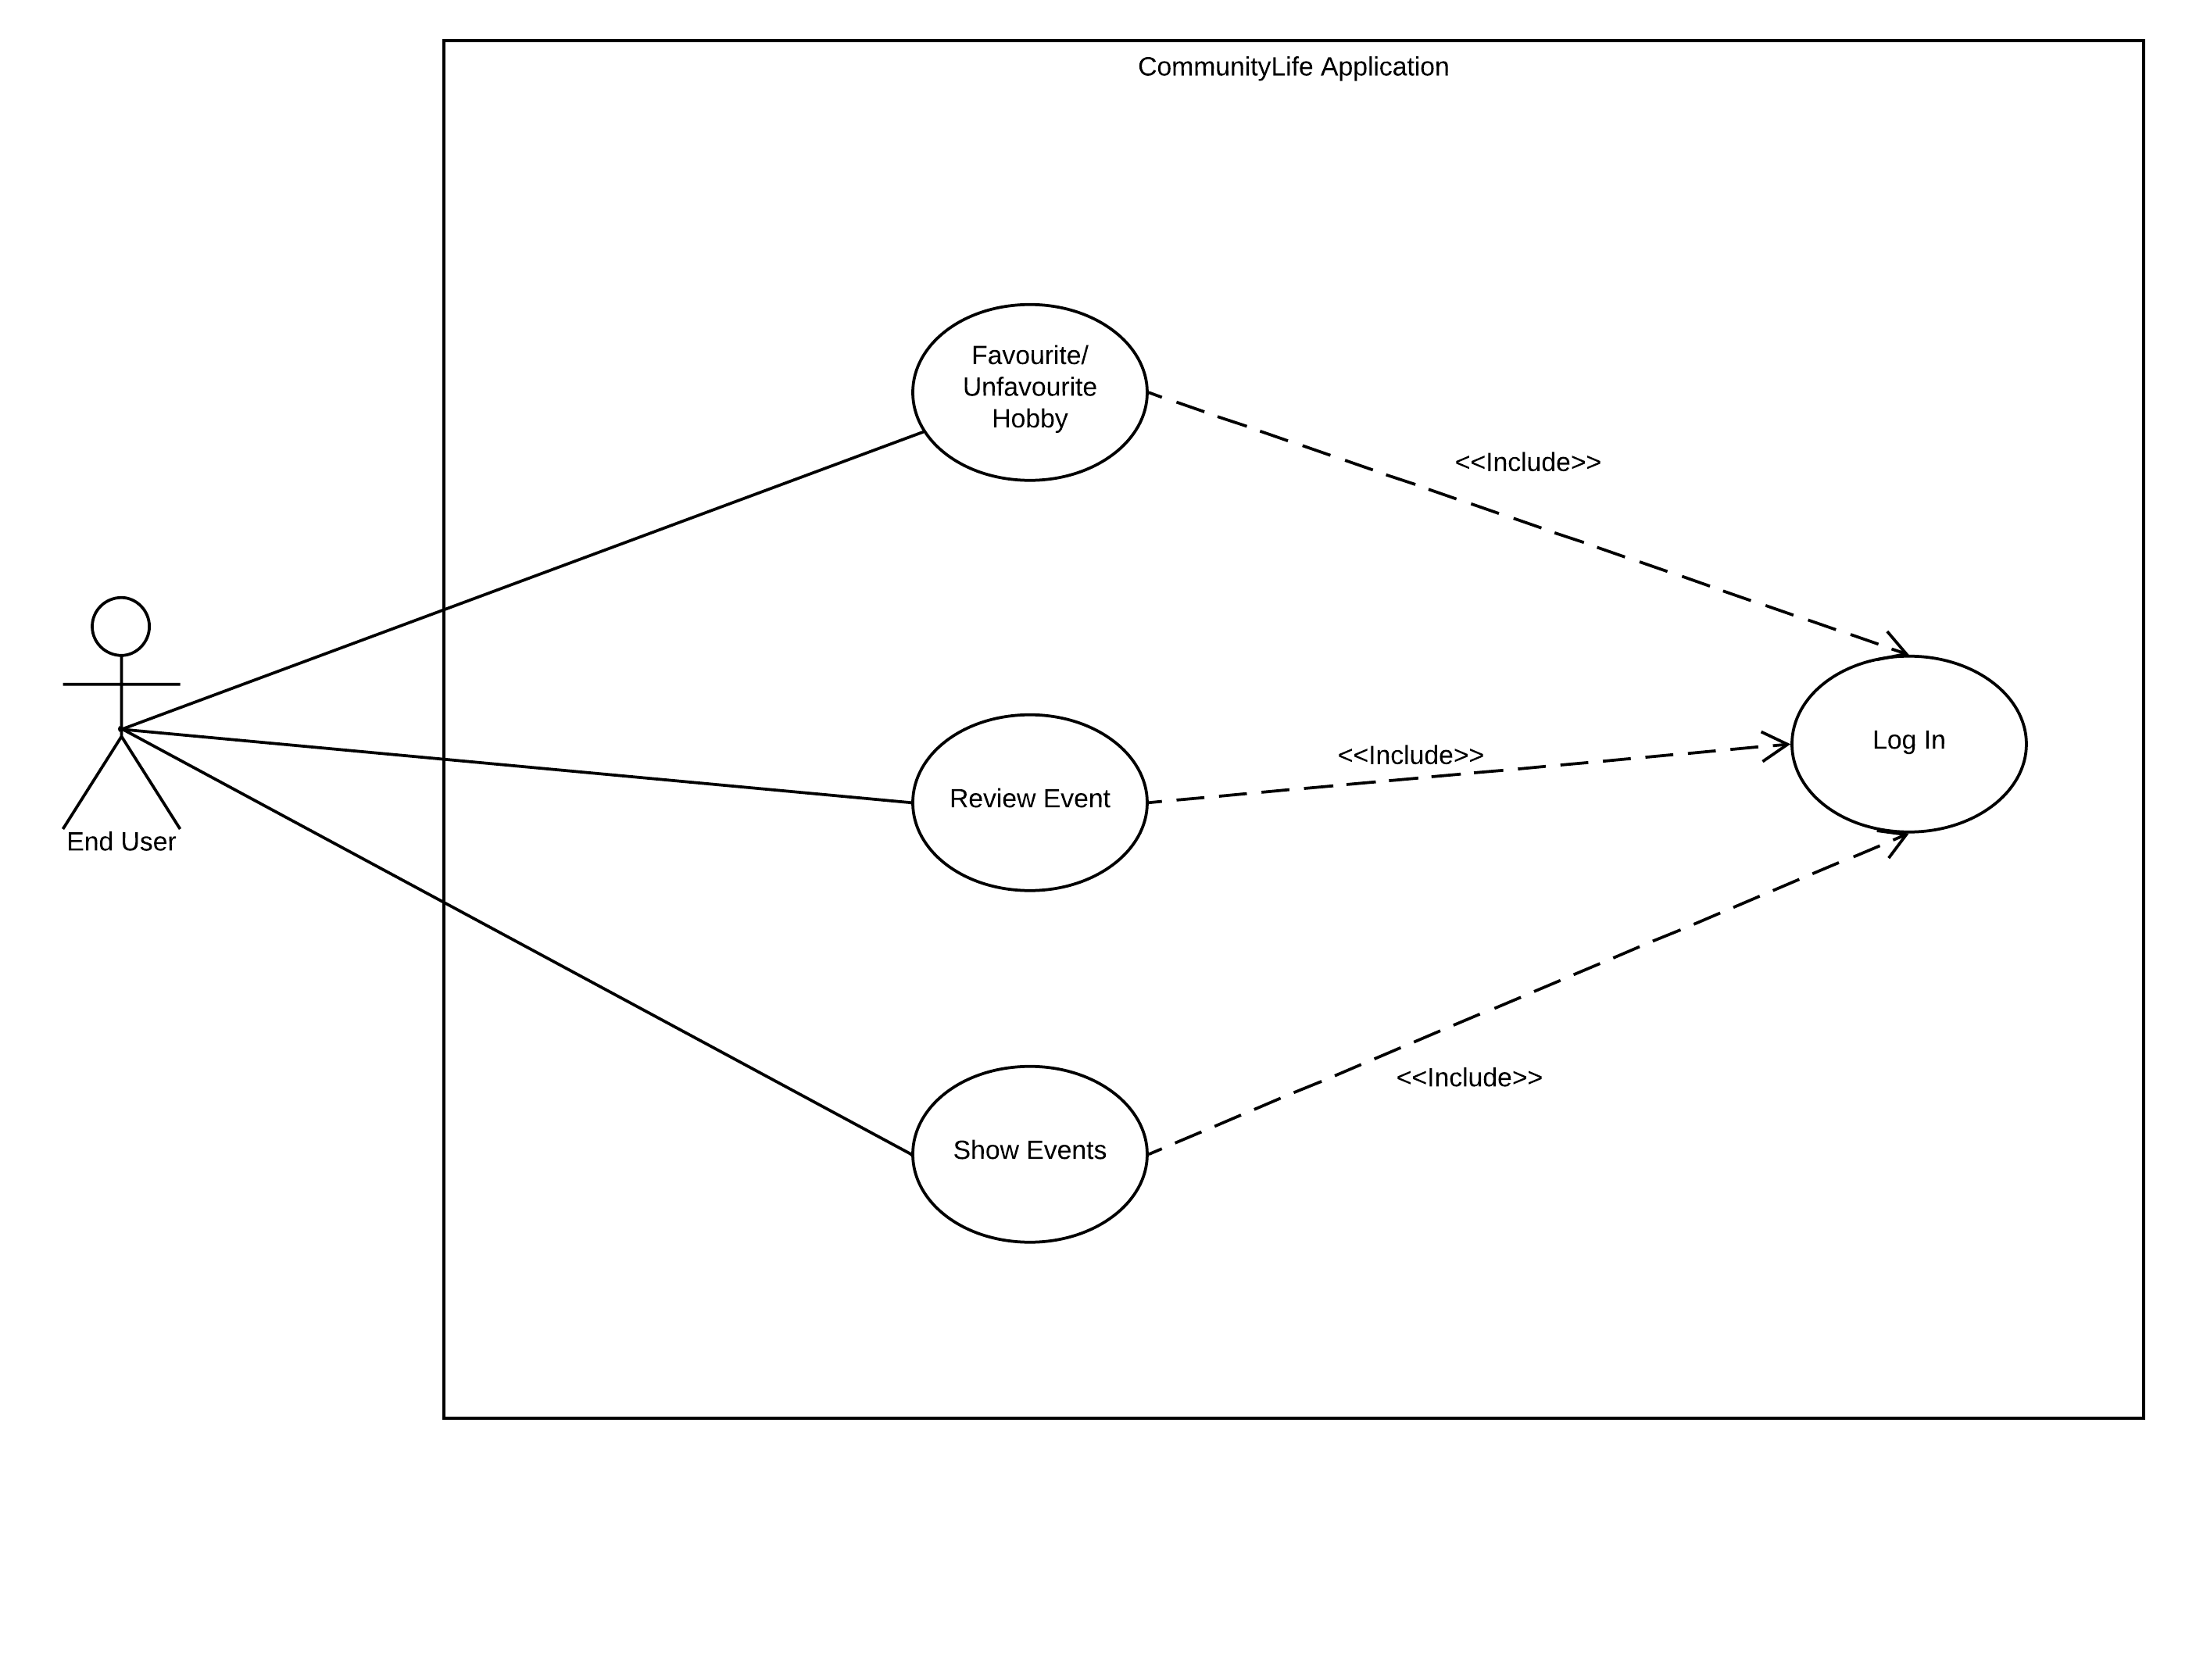 CommunityLife Application
Favourite/
Unfavourite
Hobby
<<Include>>
Log In
<<Include>>
Review Event
End User
<<Include>>
Show Events